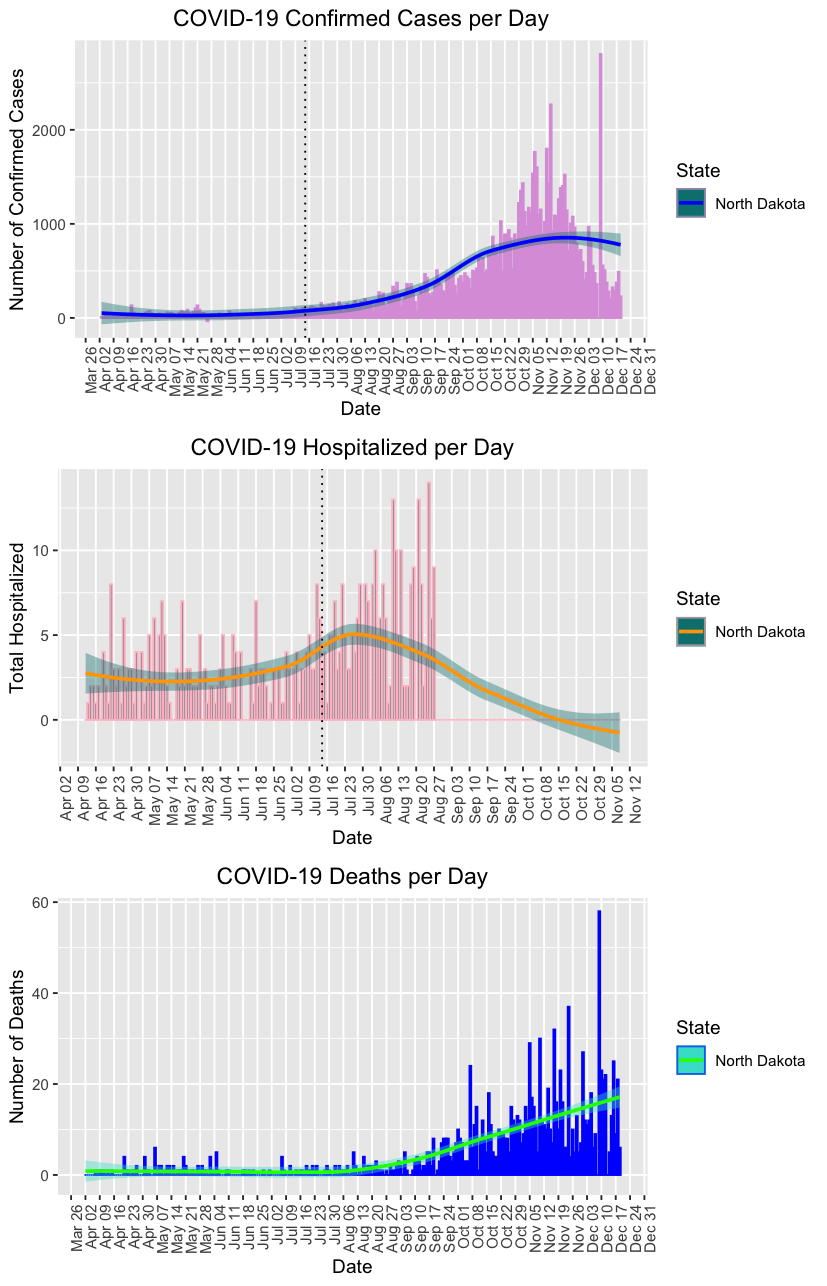 COVID-19 Confirmed Cases per Day
Number of Confirmed Cases
2000
1000
0
Mar 26
Apr 02
Apr 09
Apr 16
Apr 23
Apr 30
May 07
May 14
May 21
May 28
Jun 04
Jun 11
Jun 18
Jun 25
Jul 02
Jul 09
Jul 16
Jul 23
Jul 30
Aug 06
Aug 13
Aug 20
Aug 27
Sep 03
Sep 10
Sep 17
Sep 24
Oct 01
Oct 08
Oct 15
Oct 22
Oct 29
Nov 05
Nov 12
Nov 19
Nov 26
Dec 03
Dec 10
Dec 17
Dec 24
Dec 31
Date
State
North Dakota
COVID-19 Hospitalized per Day
Total Hospitalized
10
5
0
Apr 02
Apr 09
Apr 16
Apr 23
Apr 30
May 07
May 14
May 21
May 28
Jun 04
Jun 11
Jun 18
Jun 25
Jul 02
Jul 09
Jul 16
Jul 23
Jul 30
Aug 06
Aug 13
Aug 20
Aug 27
Sep 03
Sep 10
Sep 17
Sep 24
Oct 01
Oct 08
Oct 15
Oct 22
Oct 29
Nov 05
Nov 12
Date
State
North Dakota
COVID-19 Deaths per Day
Number of Deaths
60
40
20
0
Mar 26
Apr 02
Apr 09
Apr 16
Apr 23
Apr 30
May 07
May 14
May 21
May 28
Jun 04
Jun 11
Jun 18
Jun 25
Jul 02
Jul 09
Jul 16
Jul 23
Jul 30
Aug 06
Aug 13
Aug 20
Aug 27
Sep 03
Sep 10
Sep 17
Sep 24
Oct 01
Oct 08
Oct 15
Oct 22
Oct 29
Nov 05
Nov 12
Nov 19
Nov 26
Dec 03
Dec 10
Dec 17
Dec 24
Dec 31
Date
State
North Dakota